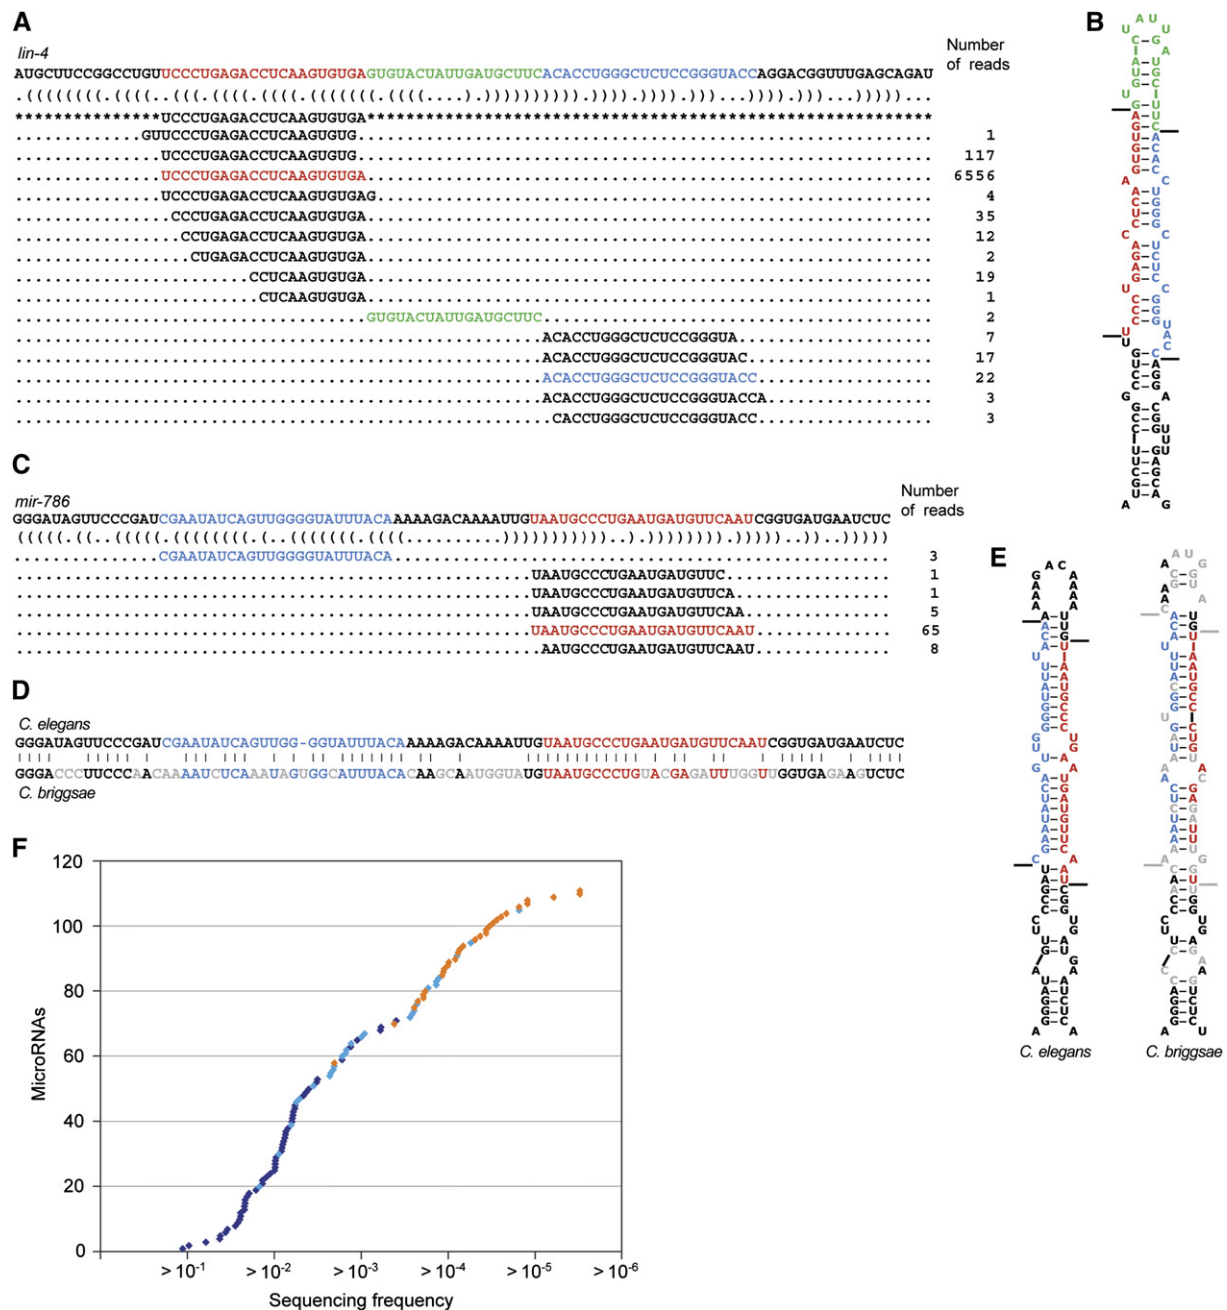 A
lin-4
Number of reads
AUGCUUCCGGCCUGUUCCCUGAGACCUCAAGUGUGAGUGUACUAUUGAUGCUUCACACCUGGGCUCUCCGGGUACCAGGACGGUUUGAGCAGAU
UCCCUGAGACCUCAAGUGUGA
GUUCCCUGAGACCUCAAGUGUG 1
UCCCUGAGACCUCAAGUGUG 117
UCCCUGAGACCUCAAGUGUGA 6556
UCCCUGAGACCUCAAGUGUGAG 4
CCCUGAGACCUCAAGUGUGA 35
CCUGAGACCUCAAGUGUGA 12
CUGAGACCUCAAGUGUGA 2
CCUCAAGUGUGA 19
CUCAAGUGUGA 1
GUGUACUAUUGAUGCUUC 2
ACACCUGGGCUCUCCGGGUA 7
ACACCUGGGCUCUCCGGGUAC 17
ACACCUGGGCUCUCCGGGUACC 22
ACACCUGGGCUCUCCGGGUACCA 3
CACCUGGGCUCUCCGGGUACC 3
B
C
mir-786
Number of reads
GGGAUAGUUCCCGAUCGAAUAUCAGUUGGGGUAUUUACAAAAAGACAAAAUUGUAAUGCCCUGAAUGAUGUUCAAUCGGUGAUGAAUCUC
CGAAUAUCAGUUGGGGUAUUUACA 3
UAAUGCCCUGAAUGAUGUUC 1
UAAUGCCCUGAAUGAUGUUCA 1
UAAUGCCCUGAAUGAUGUUCAA 5
UAAUGCCCUGAAUGAUGUUCAAU 65
AAUGCCCUGAAUGAUGUUCAAU 8
D
C. elegans
GGGAUAGUUCCCGAUCGAAUAUCAGUUGG-GGUAUUUACAAAAAGACAAAAUUGUAAUGCCCUGAAUGAUGUUCAAUCGGUGAUGAAUCUC
GGGACCCUUCCCAACAAAAUCUCAAAUAGUGGCAUUUACACAAGCAAUGGUAUGUAAUGCCCUGUACGAGAUUUGGUUGGUGAGAAGUCUC
C. briggsae
E
C. elegans
C. briggsae
F
120
100
80
60
40
20
0
MicroRNAs
> 10-1
> 10-2
> 10-3
> 10-4
> 10-5
> 10-6
Sequencing frequency